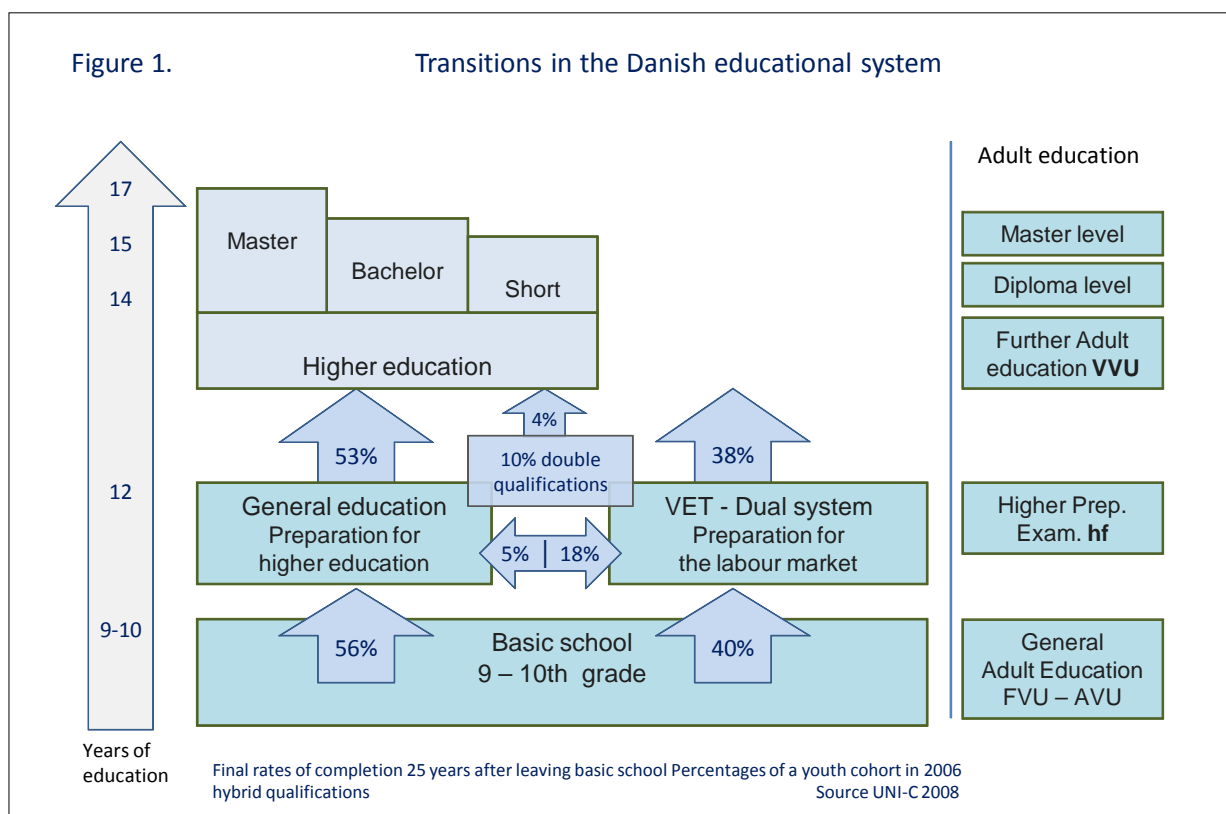 Figure 1.
Transitions in the Danish educational system
Adult education
17
15
14
12
9-10
Years of
education
Master
Bachelor
Short
Higher education
4%
53%
10% double
qualifications
38%
General education
Preparation for
higher education
5% | 18%
VET - Dual system
Preparation for
the labour market
56%
Basic school
9 – 10th grade
40%
Master level
Diploma level
Further Adult
education VVU
Higher Prep.
Exam. hf
General
Adult Education
FVU – AVU
Final rates of completion 25 years after leaving basic school Percentages of a youth cohort in 2006
hybrid qualifications
Source UNI-C 2008